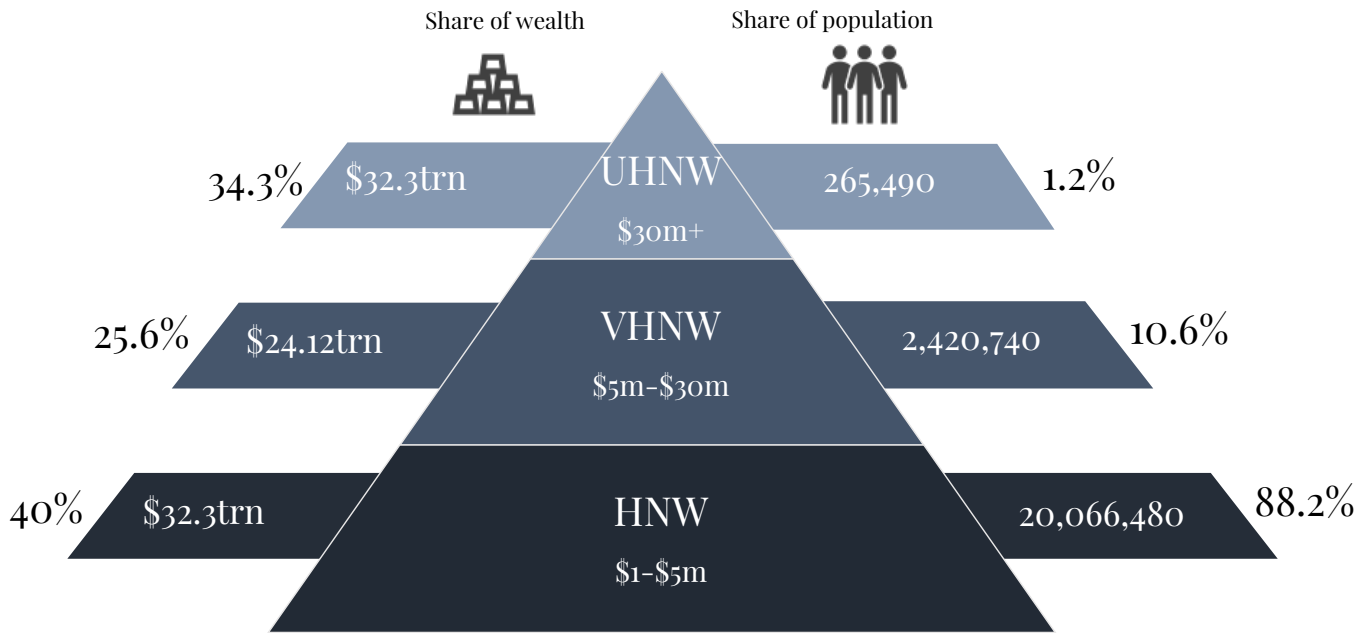 Share of wealth
Share of population
34.3%
$32.3trn
UHNW
$30m+
265,490
1.2%
25.6%
$24.12trn
VHNW
$5m-$30m
2,420,740
10.6%
40%
$32.3trn
HNW
$1-$5m
20,066,480
88.2%